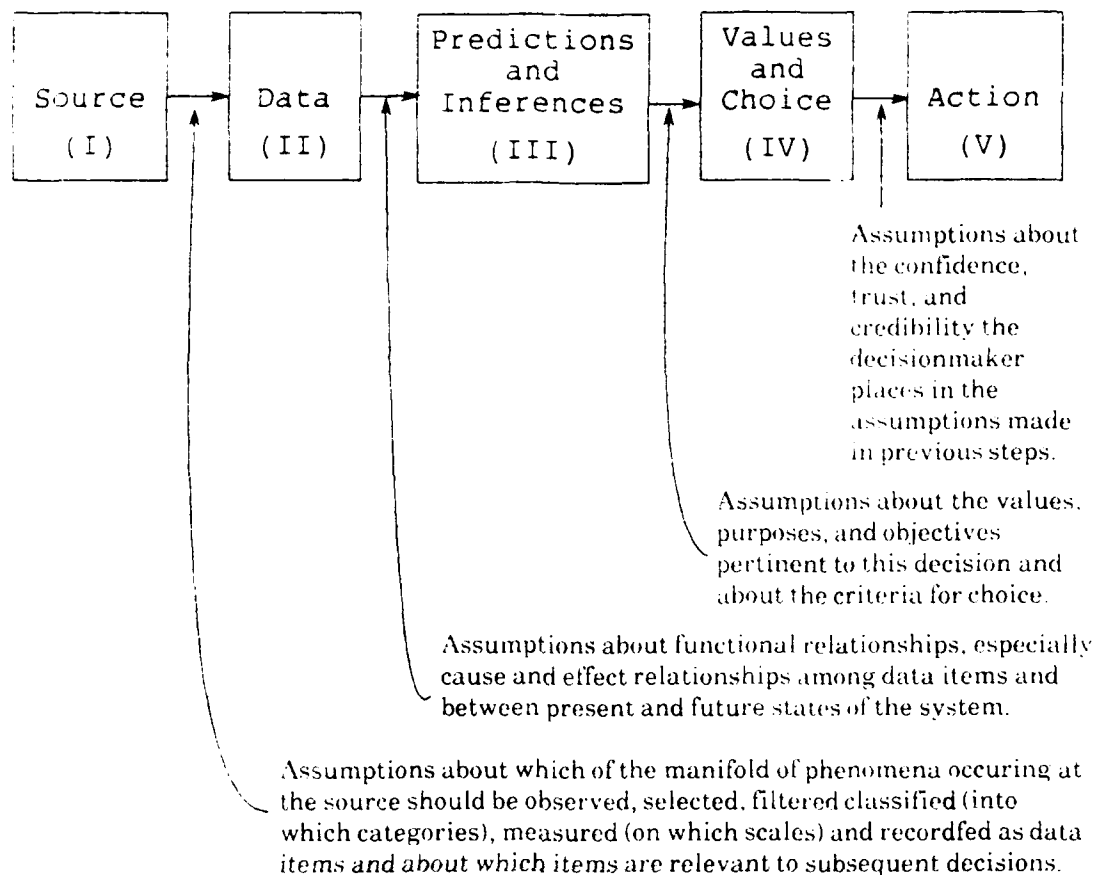 Source
(I)
Data
(II)
Predictions
and
Inferences
(III)
Values
and
Choice
(IV)
Action
(V)
Assumptions about
the confidence,
trust, and
credibility the
decisionmaker
places in the
assumptions made
in previous steps.
Assumptions about the values,
purposes, and objectives
pertinent to this decision and
about the criteria for choice.
Assumptions about functional relationships, especially
cause and effect relationships among data items and
between present and future states of the system.
Assumptions about which of the manifold of phenomena occuring at
the source should be observed, selected, filtered classified (into
which categories), measured (on which scales) and recordfed as data
items and about which items are relevant to subsequent decisions.